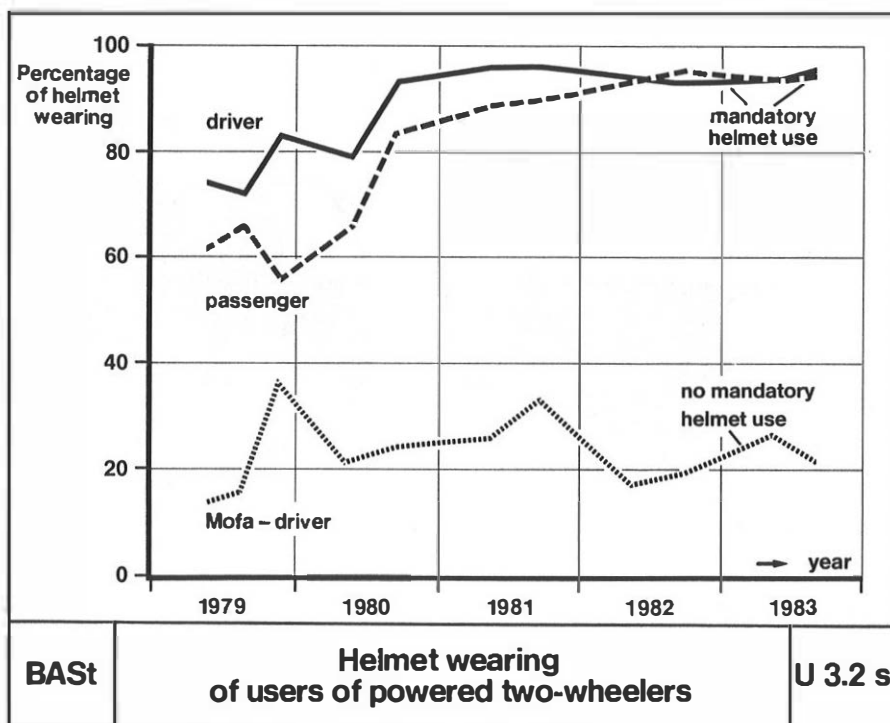 100
Percentage
of helmet
wearing
driver
mandatory
helmet use
80
60
passenger
40
no mandatory
helmet use
20
Mofa – driver
0
year
1979 1980 1981 1982 1983
BASt
Helmet wearing
of users of powered two-wheelers
U 3.2 s